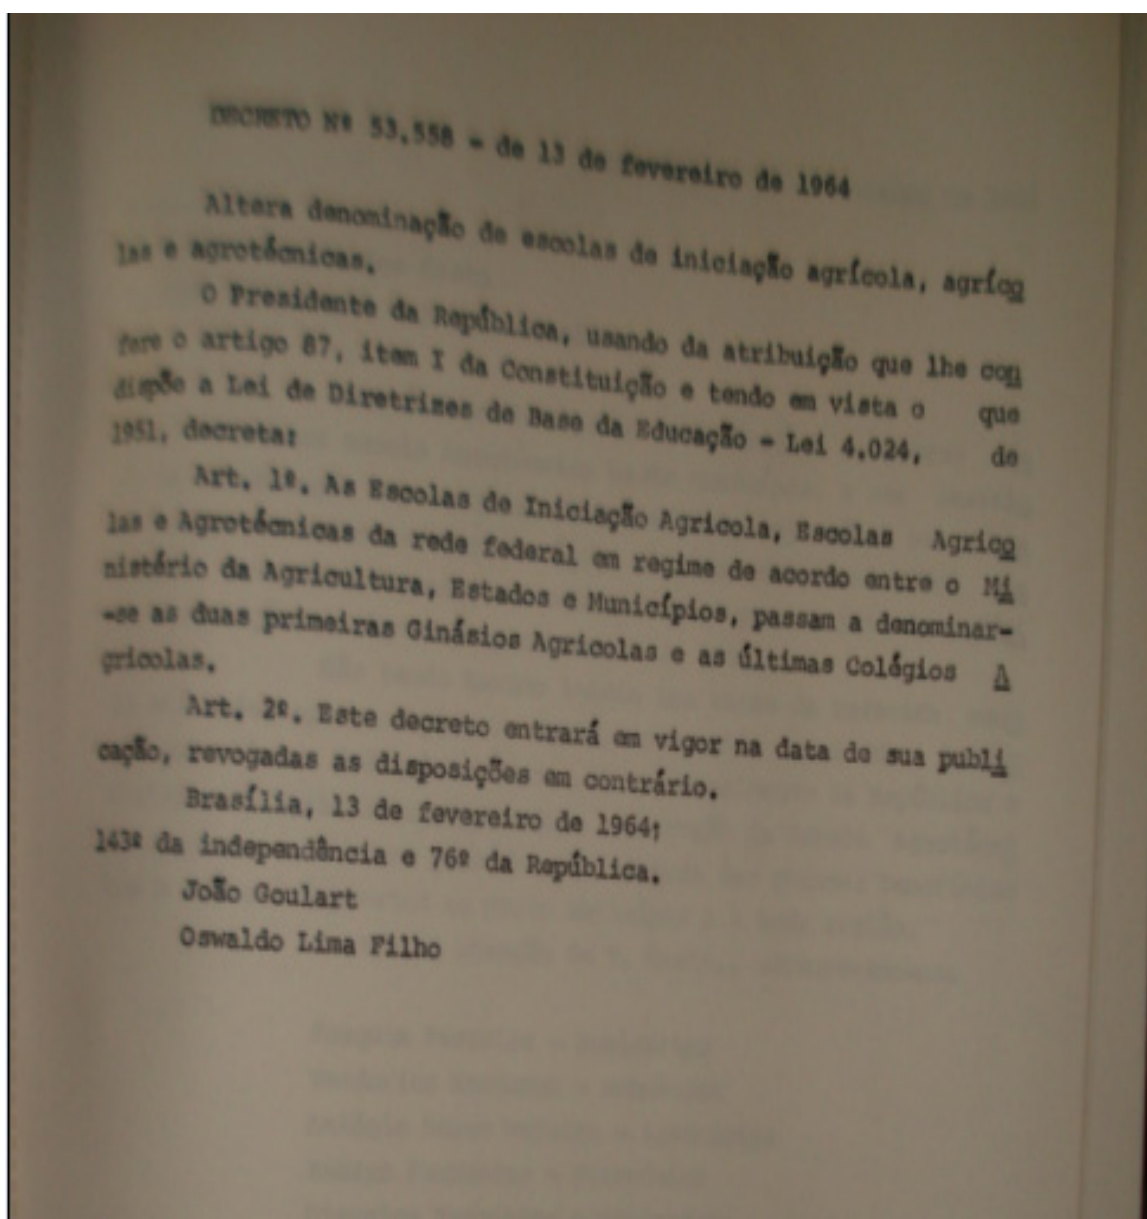 DECRETO Nº 53.558 - de 13 de fevereiro de 1964
Altera denominação de escolas de iniciação agrícola, agríco
las e agrotécnicas.
O Presidente da República, usando da atribuição que lhe con
fere o artigo 87, item I da Constituição e tendo em vista o que
dispõe a Lei de Diretrizes de Base da Educação - Lei 4.024, de
1951, decreta:
Art. 1º. As Escolas de Iniciação Agricola, Escolas Agrico
las e Agrotécnicas da rede federal em regime de acordo entre o Mi
nistério da Agricultura, Estados e Municípios, passam a denominar-
-se as duas primeiras Ginásios Agricolas e as últimas Colégios A
gricolas.
Art. 2º. Este decreto entrará em vigor na data de sua publi
cação, revogadas as disposições em contrário.
Brasília, 13 de fevereiro de 1964;
143º da independência e 76º da República.
João Goulart
Oswaldo Lima Filho